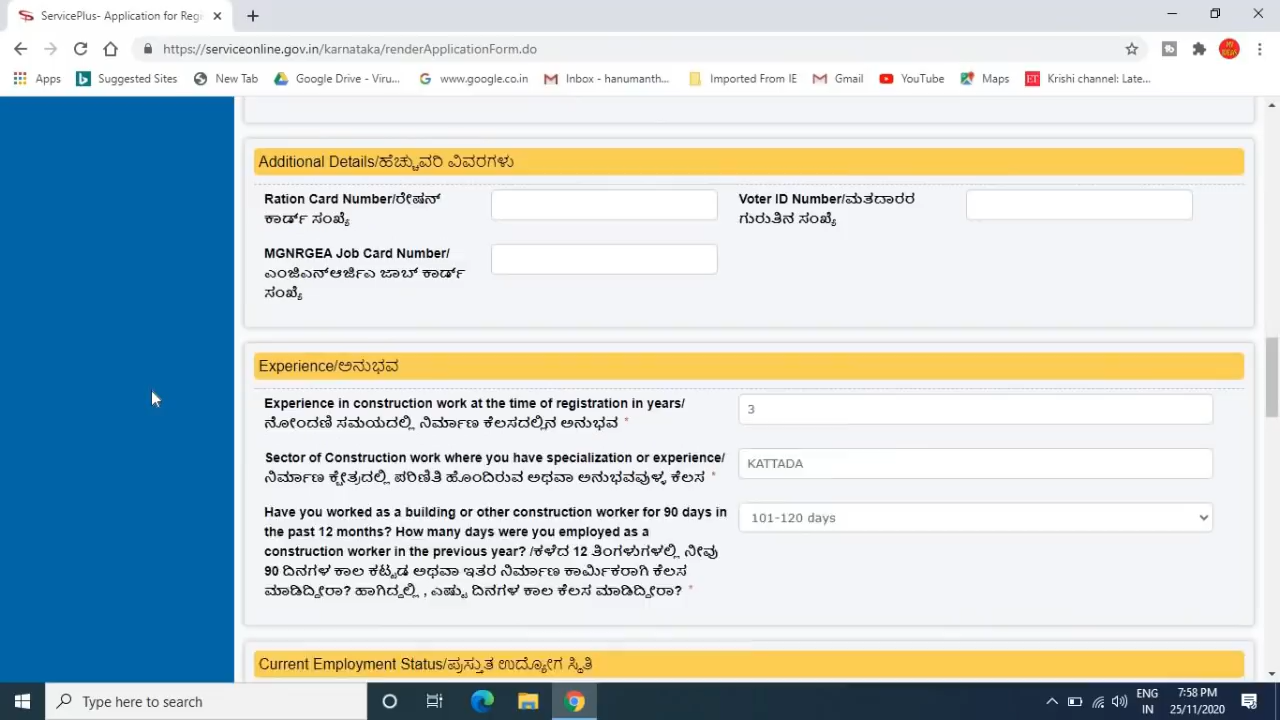 ServicePlus- Application for Reg
https://serviceonline.gov.in/karnataka/renderApplicationForm.do
Apps Suggested Sites New Tab Google Drive - Viru... www.google.co.in Inbox - hanumanth... Imported From IE Gmail YouTube Maps Krishi channel: Late...
Additional Details/ಹೆಚ್ಚುವರಿ ವಿವರಗಳು
Ration Card Number/ರೇಷನ್
ಕಾರ್ಡ್ ಸಂಖ್ಯೆ
Voter ID Number/ಮತದಾರರ
ಗುರುತಿನ ಸಂಖ್ಯೆ
MGNRGEA Job Card Number/
ಎಂಜಿಎನ್ಆರ್ಜಿಎ ಜಾಬ್ ಕಾರ್ಡ್
ಸಂಖ್ಯೆ
Experience/ಅನುಭವ
Experience in construction work at the time of registration in years/
ನೋಂದಣಿ ಸಮಯದಲ್ಲಿ ನಿರ್ಮಾಣ ಕೆಲಸದಲ್ಲಿನ ಅನುಭವ *
3
Sector of Construction work where you have specialization or experience/
ನಿರ್ಮಾಣ ಕ್ಷೇತ್ರದಲ್ಲಿ ಪರಿಣಿತಿ ಹೊಂದಿರುವ ಅಥವಾ ಅನುಭವವುಳ್ಳ ಕೆಲಸ *
KATTADA
Have you worked as a building or other construction worker for 90 days in
the past 12 months? How many days were you employed as a
construction worker in the previous year? /ಕಳೆದ 12 ತಿಂಗಳುಗಳಲ್ಲಿ ನೀವು
90 ದಿನಗಳ ಕಾಲ ಕಟ್ಟಡ ಅಥವಾ ಇತರ ನಿರ್ಮಾಣ ಕಾರ್ಮಿಕರಾಗಿ ಕೆಲಸ
ಮಾಡಿದ್ದೀರಾ? ಹಾಗಿದ್ದಲ್ಲಿ , ಎಷ್ಟು ದಿನಗಳ ಕಾಲ ಕೆಲಸ ಮಾಡಿದ್ದೀರಾ? *
101-120 days
Current Employment Status/ಪ್ರಸ್ತುತ ಉದ್ಯೋಗ ಸ್ಥಿತಿ
Type here to search
ENG
IN
7:58 PM
25/11/2020